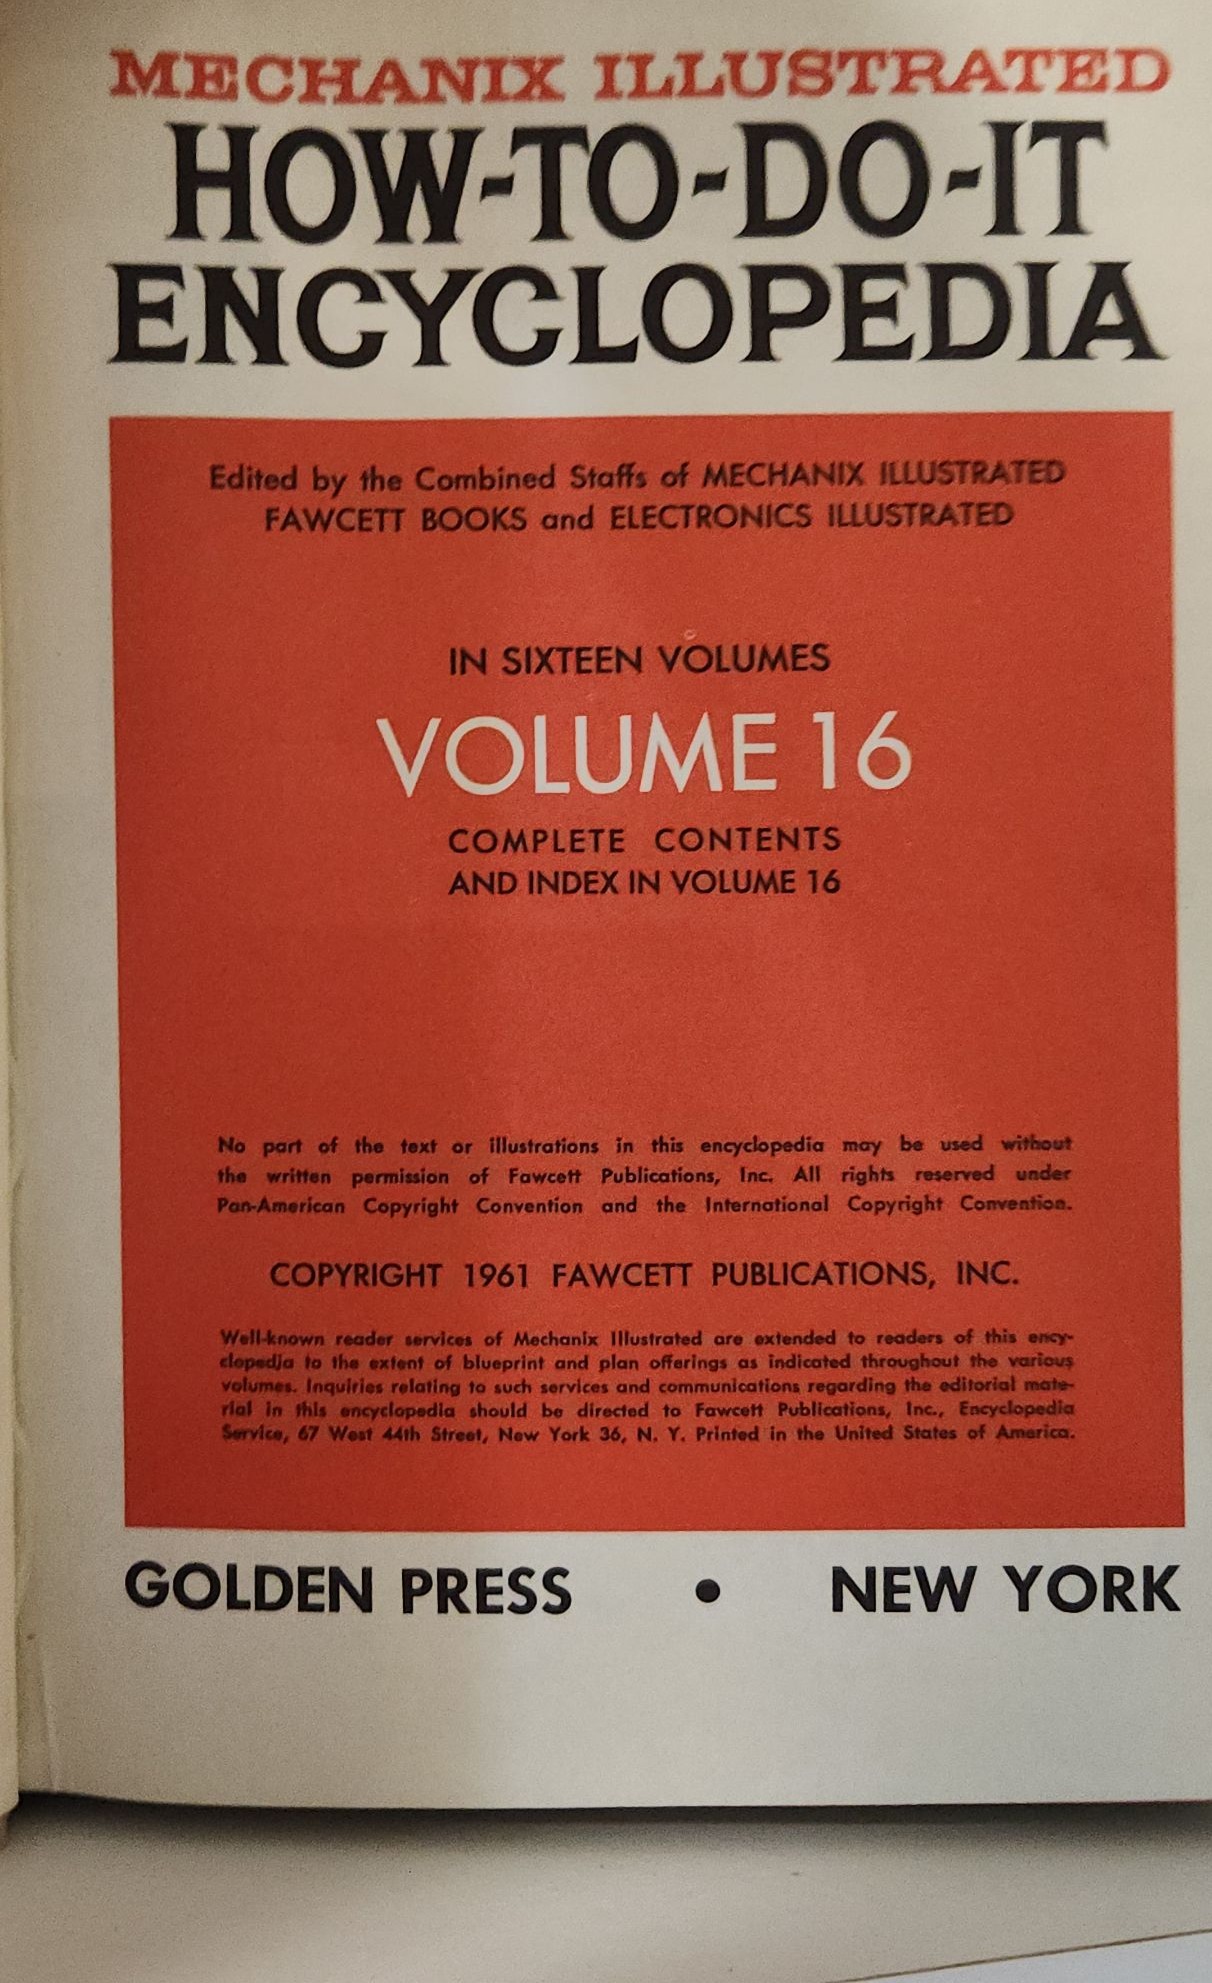 MECHANIX ILLUSTRATED
HOW-TO-DO-IT
ENCYCLOPEDIA
Edited by the Combined Staffs of MECHANIX ILLUSTRATED
FAWCETT BOOKS and ELECTRONICS ILLUSTRATED
IN SIXTEEN VOLUMES
VOLUME 16
COMPLETE CONTENTS
AND INDEX IN VOLUME 16
No part of the text or illustrations in this encyclopedia may be used without
the written permission of Fawcett Publications, Inc. All rights reserved under
Pan-American Copyright Convention and the International Copyright Convention.
COPYRIGHT 1961 FAWCETT PUBLICATIONS, INC.
Well-known reader services of Mechanix Illustrated are extended to readers of this ency-
clopedia to the extent of blueprint and plan offerings as indicated throughout the various
volumes. Inquiries relating to such services and communications regarding the editorial mate-
rial in this encyclopedia should be directed to Fawcett Publications, Inc., Encyclopedia
Service, 67 West 44th Street, New York 36, N. Y. Printed in the United States of America.
GOLDEN PRESS • NEW YORK